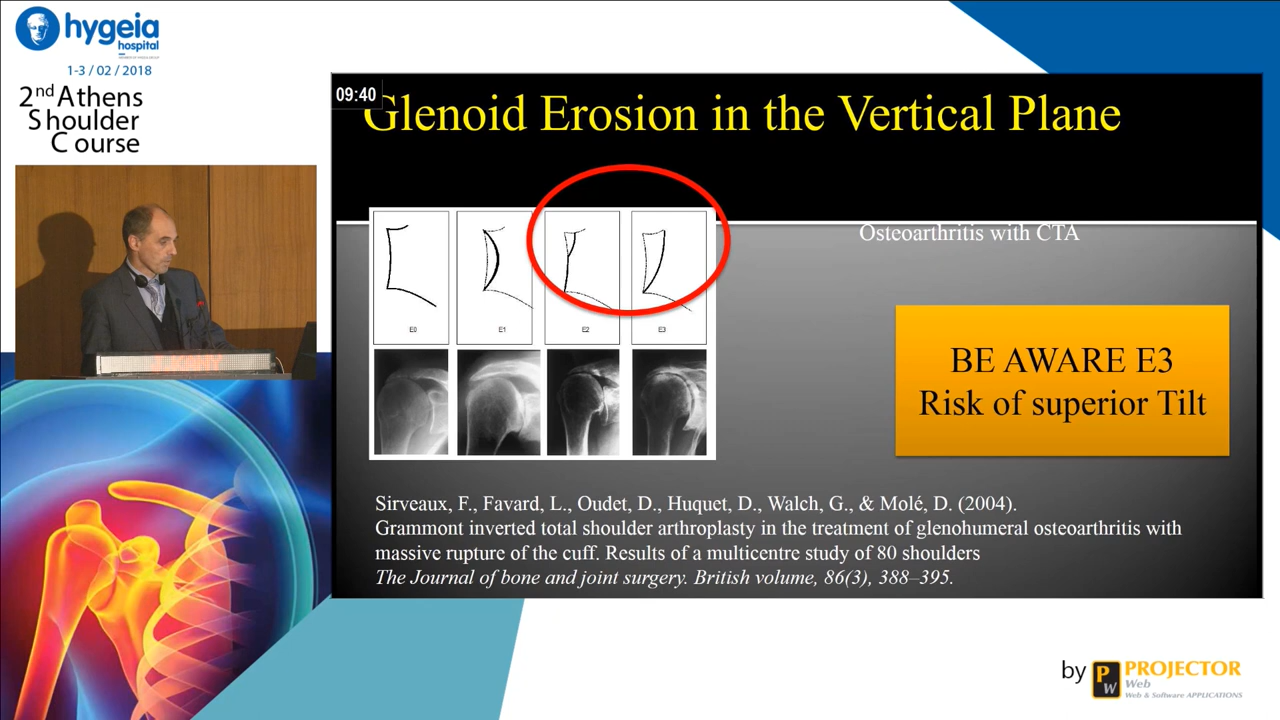 hygeia
hospital
1-3 / 02 / 2018
2nd Athens
Shoulder
Course
09:40
Glenoid Erosion in the Vertical Plane
Osteoarthritis with CTA
E0
E1
E2
E3
BE AWARE E3
Risk of superior Tilt
Sirveaux, F., Favard, L., Oudet, D., Huquet, D., Walch, G., & Molé, D. (2004).
Grammont inverted total shoulder arthroplasty in the treatment of glenohumeral osteoarthritis with
massive rupture of the cuff. Results of a multicentre study of 80 shoulders
The Journal of bone and joint surgery. British volume, 86(3), 388–395.
by
PW
PROJECTOR
Web
Web & Software APPLICATIONS